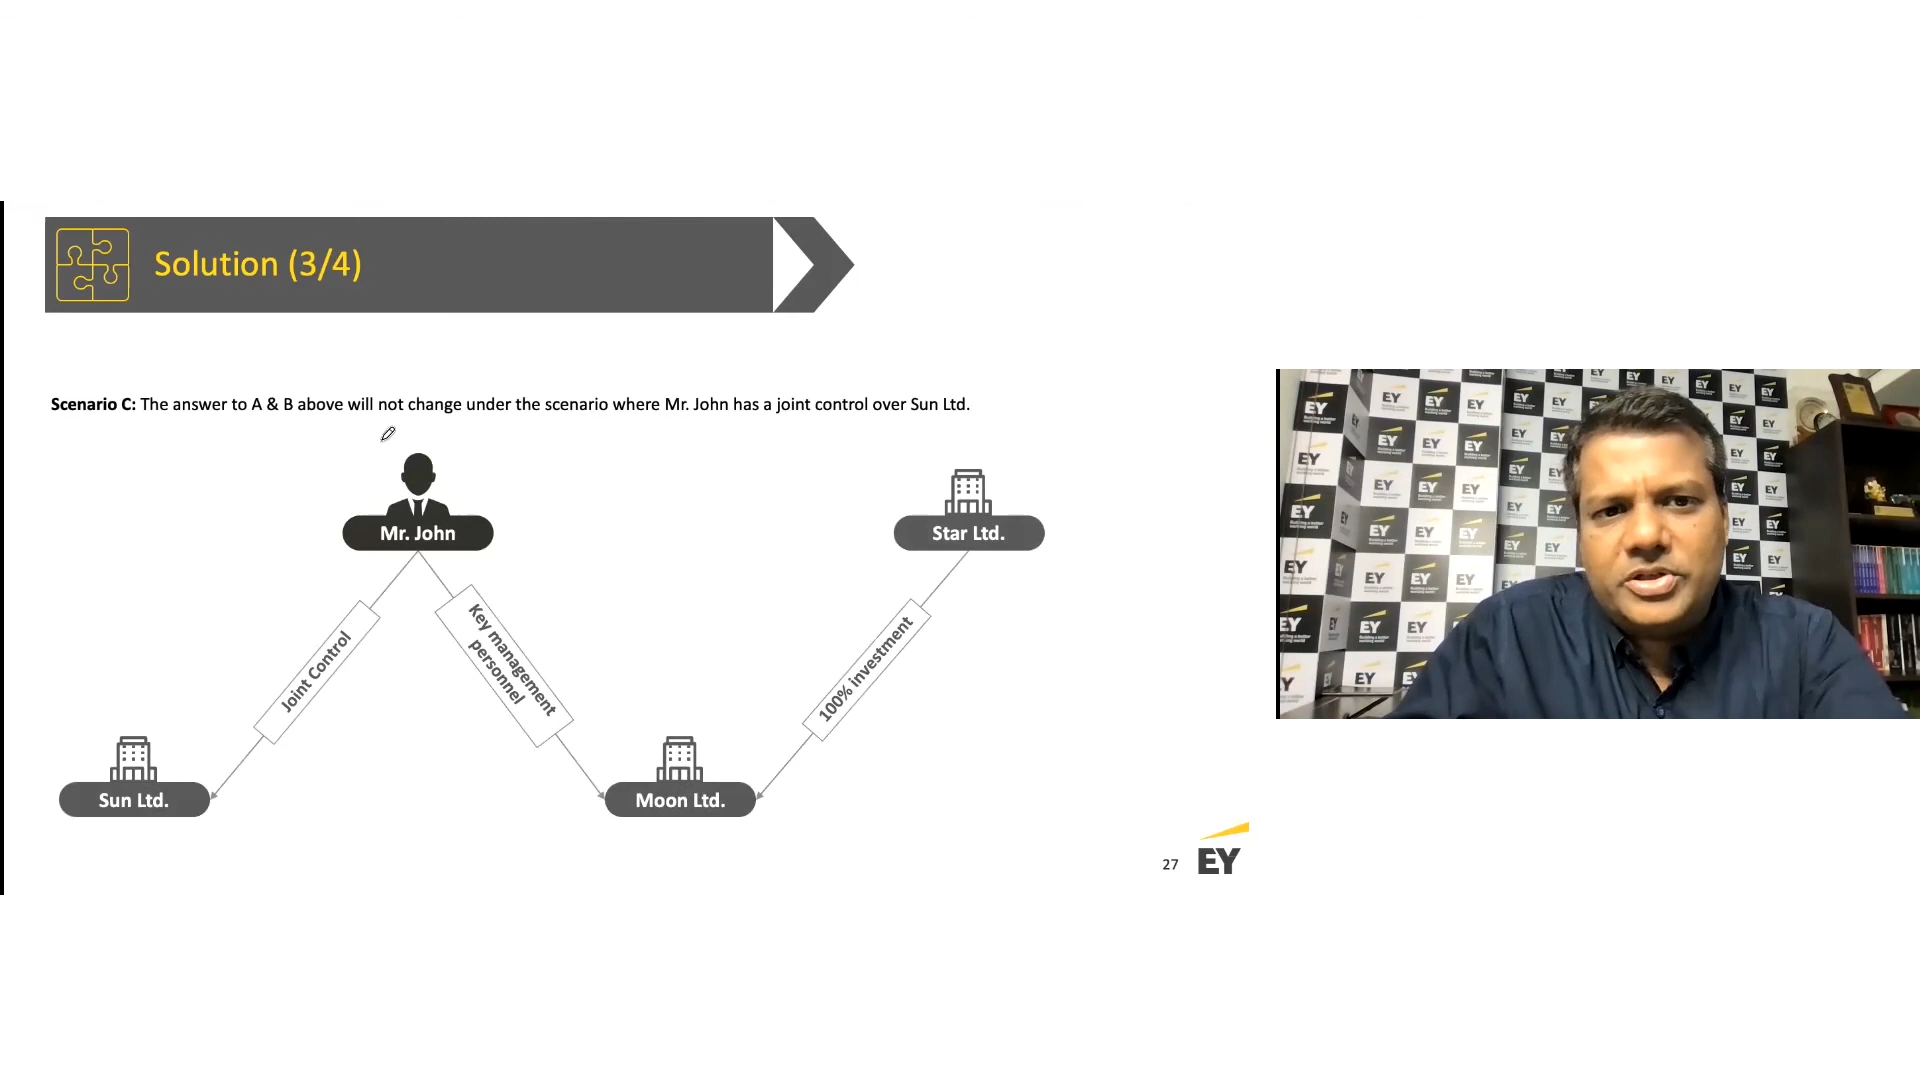 Solution (3/4)
Scenario C: The answer to A & B above will not change under the scenario where Mr. John has a joint control over Sun Ltd.
Mr. John
Star Ltd.
Joint Control
Key management
personnel
100% investment
Sun Ltd.
Moon Ltd.
27
EY